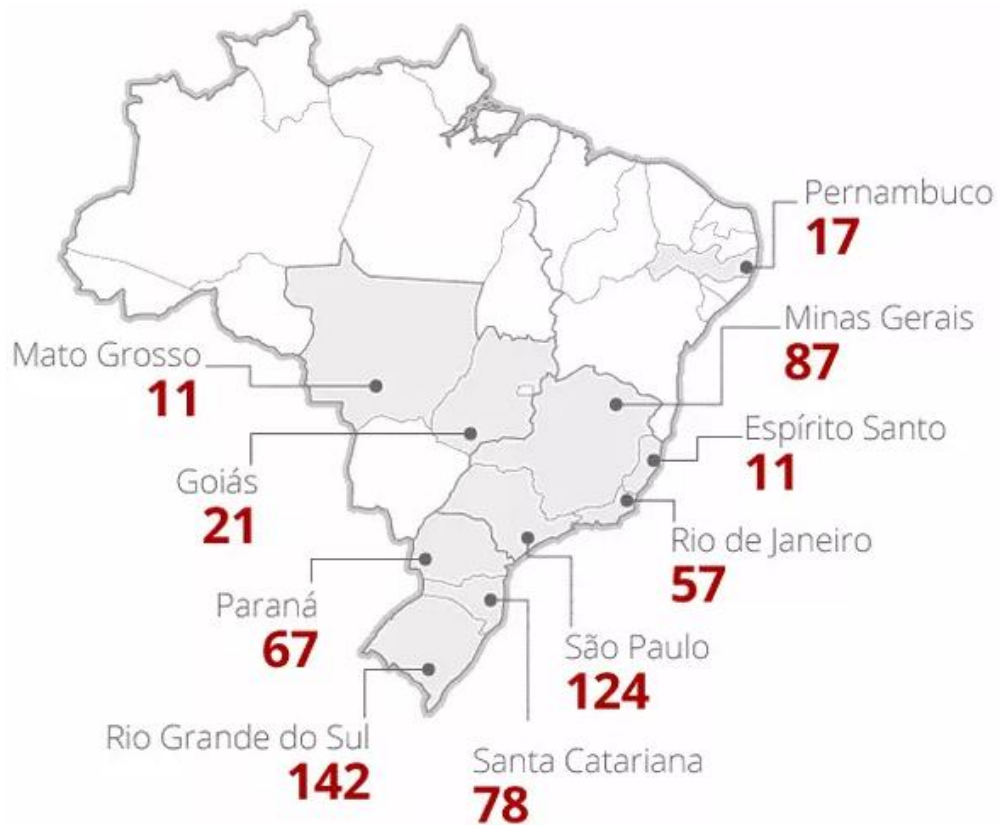 Pernambuco
17
Minas Gerais
87
Mato Grosso
11
Espírito Santo
11
Goiás
21
Rio de Janeiro
57
Paraná
67
São Paulo
124
Rio Grande do Sul
142
Santa Catariana
78